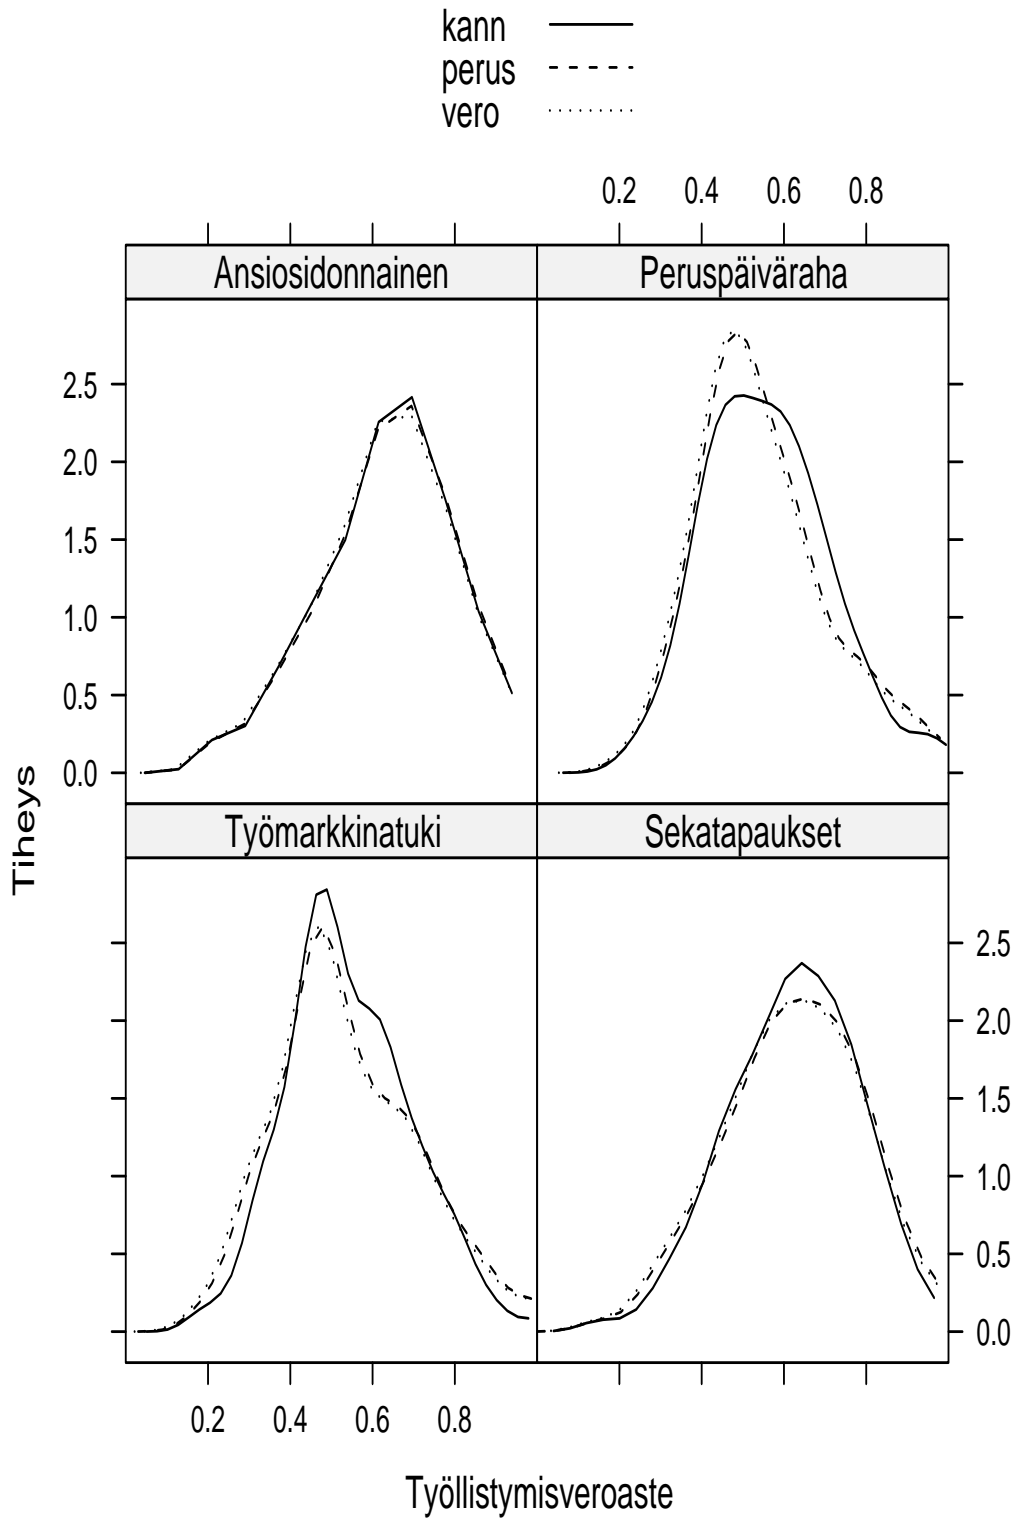 kann
perus
vero
0.2 0.4 0.6 0.8
Ansiosidonnainen Peruspäiväraha
2.5
2.0
1.5
1.0
0.5
0.0
Tiheys
Työmarkkinatuki Sekatapaukset
2.5
2.0
1.5
1.0
0.5
0.0
0.2 0.4 0.6 0.8
Työllistymisveroaste